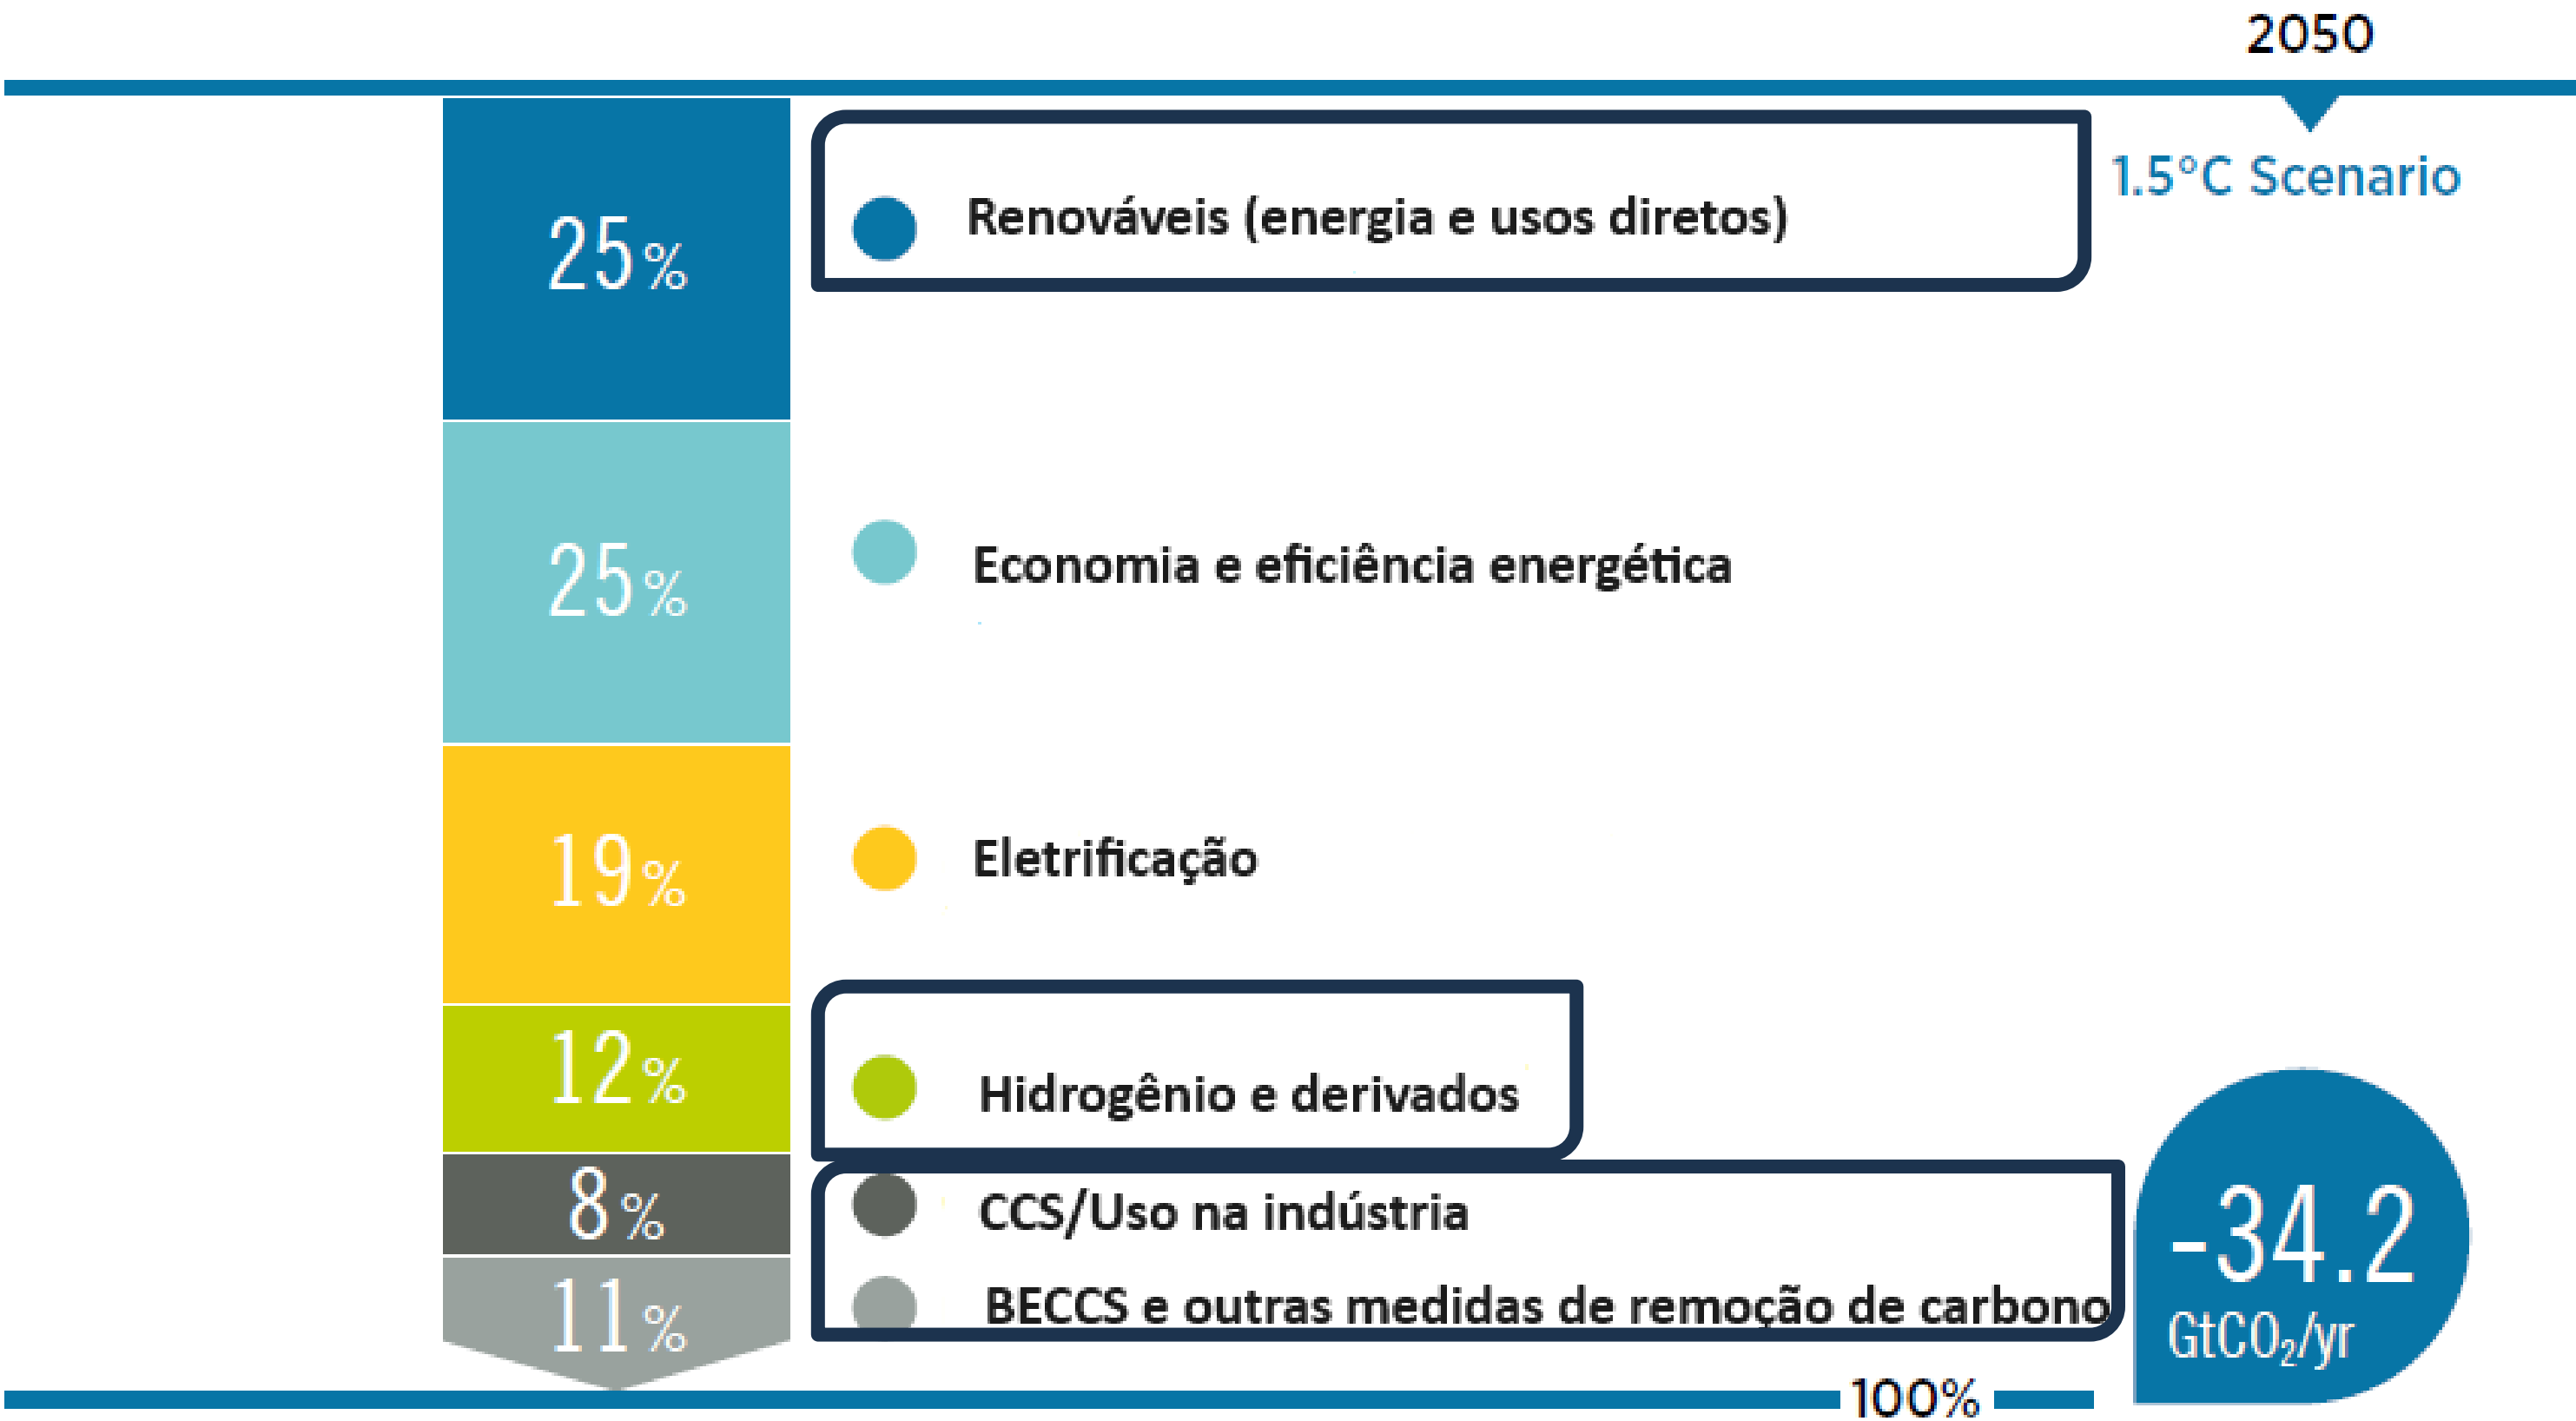 2050
1.5°C Scenario
25%
Renováveis (energia e usos diretos)
25%
Economia e eficiência energética
19%
Eletrificação
12%
Hidrogênio e derivados
8%
CCS/Uso na indústria
11%
BECCS e outras medidas de remoção de carbono
-34.2
GtCO₂/yr
100%